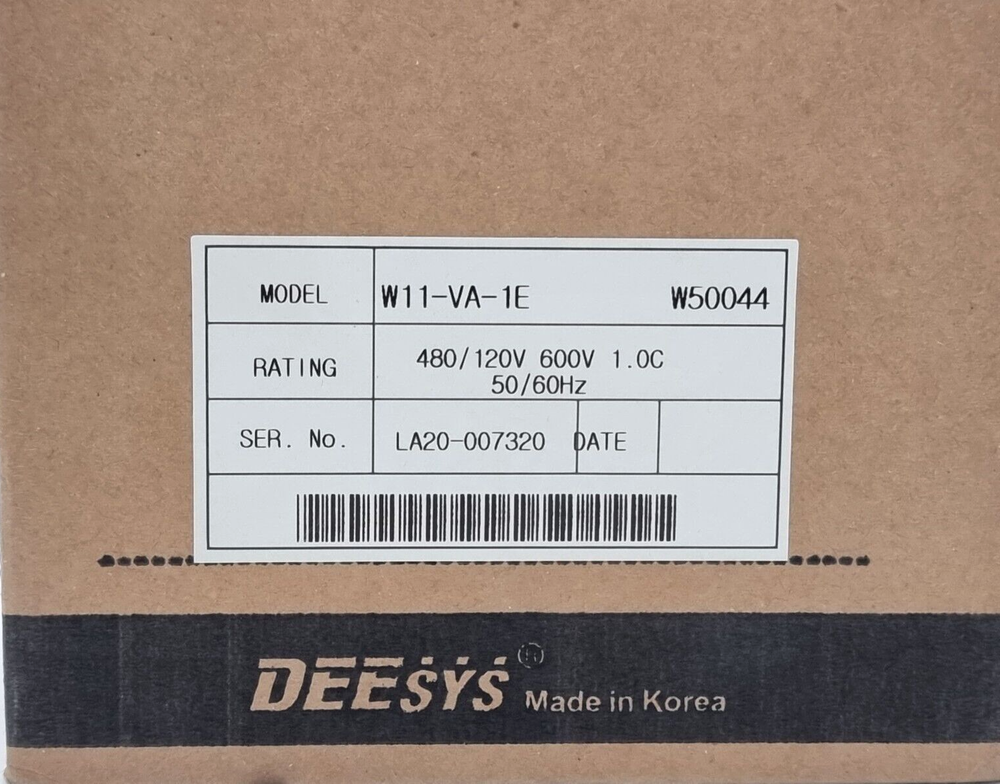 MODEL W11-VA-1E W50044
RATING 480/120V 600V 1.0C
50/60Hz
SER. No. LA20-007320 DATE
DEESYS® Made in Korea